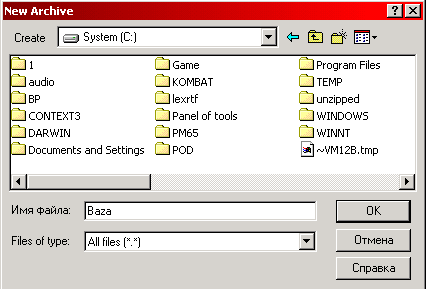 New Archive
Create System (C:)
1 Game Program Files
audio KOMBAT TEMP
BP lexrtf unzipped
CONTEXT3 Panel of tools WINDOWS
DARWIN PM65 WINNT
Documents and Settings POD ~VM12B.tmp
Имя файла: Baza OK
Files of type: All files (*.*) Отмена
Справка